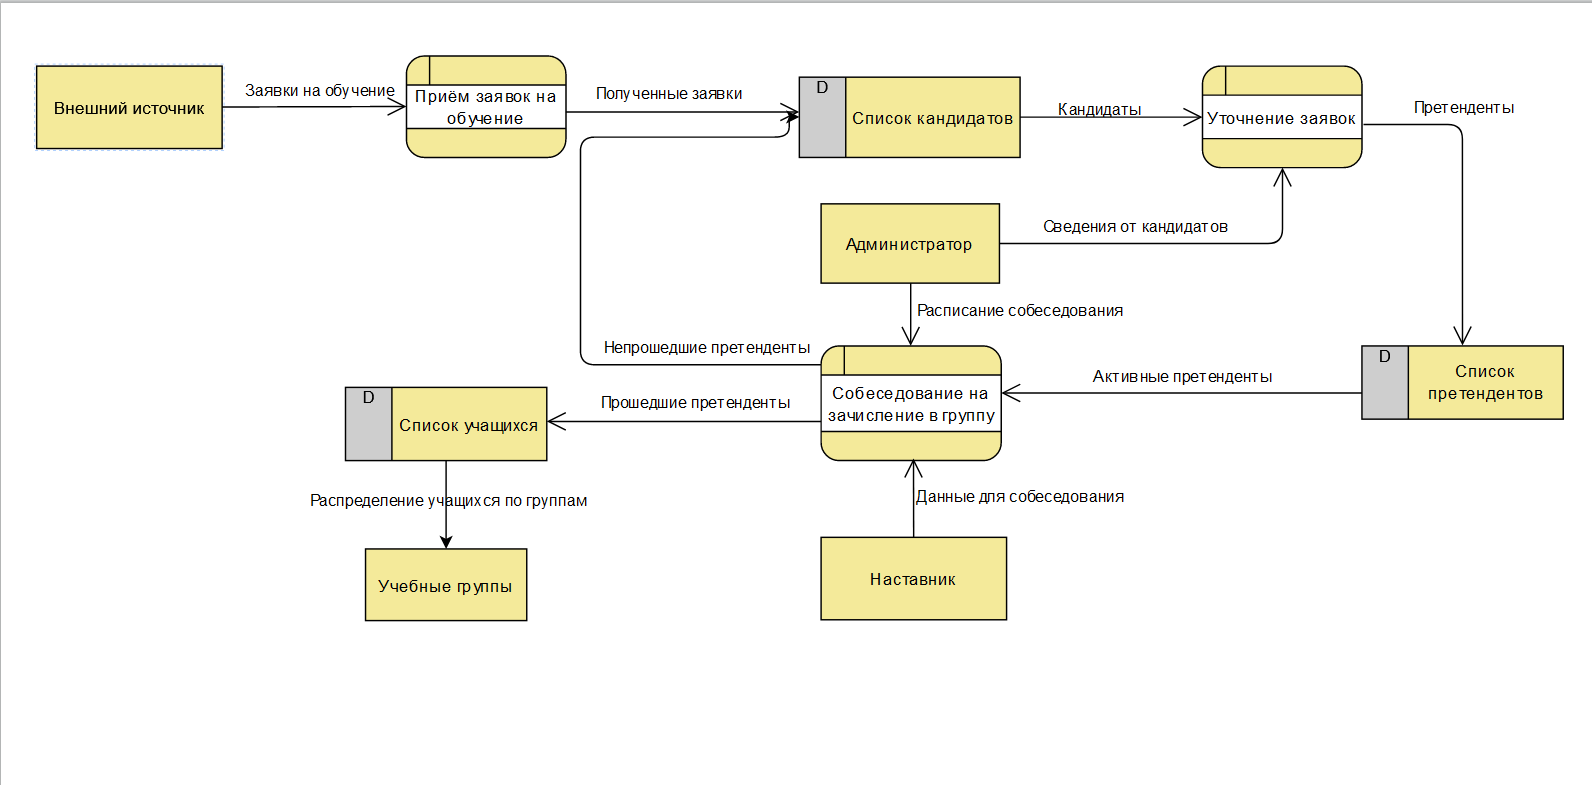 Внешний источник
Заявки на обучение
Приём заявок на
обучение
Полученные заявки
D
Список кандидатов
Кандидаты
Уточнение заявок
Претенденты
Администратор
Сведения от кандидатов
Расписание собеседования
Непрошедшие претенденты
Собеседование на
зачисление в группу
Активные претенденты
D
Список
претендентов
D
Список учащихся
Прошедшие претенденты
Распределение учащихся по группам
Данные для собеседования
Учебные группы
Наставник